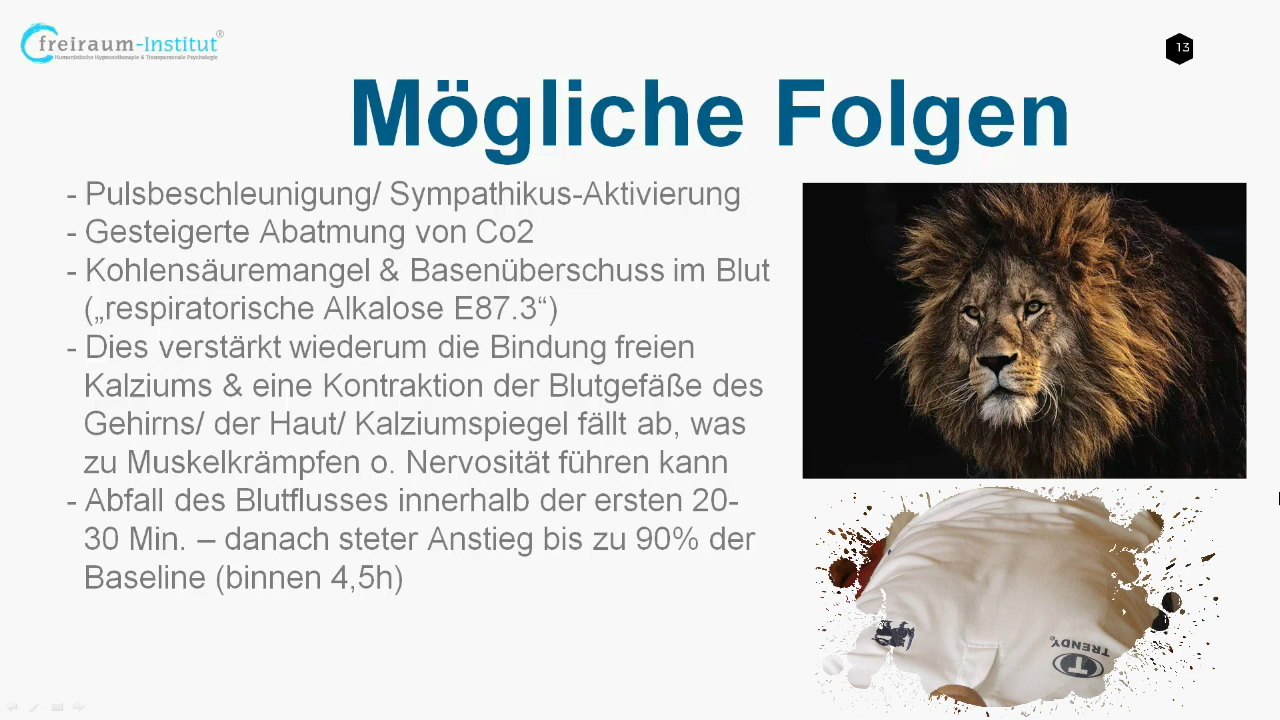 freiraum-Institut®
Humanistische Hypnosetherapie & Transpersonale Psychologie
13
Mögliche Folgen
- Pulsbeschleunigung/ Sympathikus-Aktivierung
- Gesteigerte Abatmung von Co2
- Kohlensäuremangel & Basenüberschuss im Blut
(„respiratorische Alkalose E87.3“)
- Dies verstärkt wiederum die Bindung freien
Kalziums & eine Kontraktion der Blutgefäße des
Gehirns/ der Haut/ Kalziumspiegel fällt ab, was
zu Muskelkrämpfen o. Nervosität führen kann
- Abfall des Blutflusses innerhalb der ersten 20-
30 Min. – danach steter Anstieg bis zu 90% der
Baseline (binnen 4,5h)
TRENDY®
T